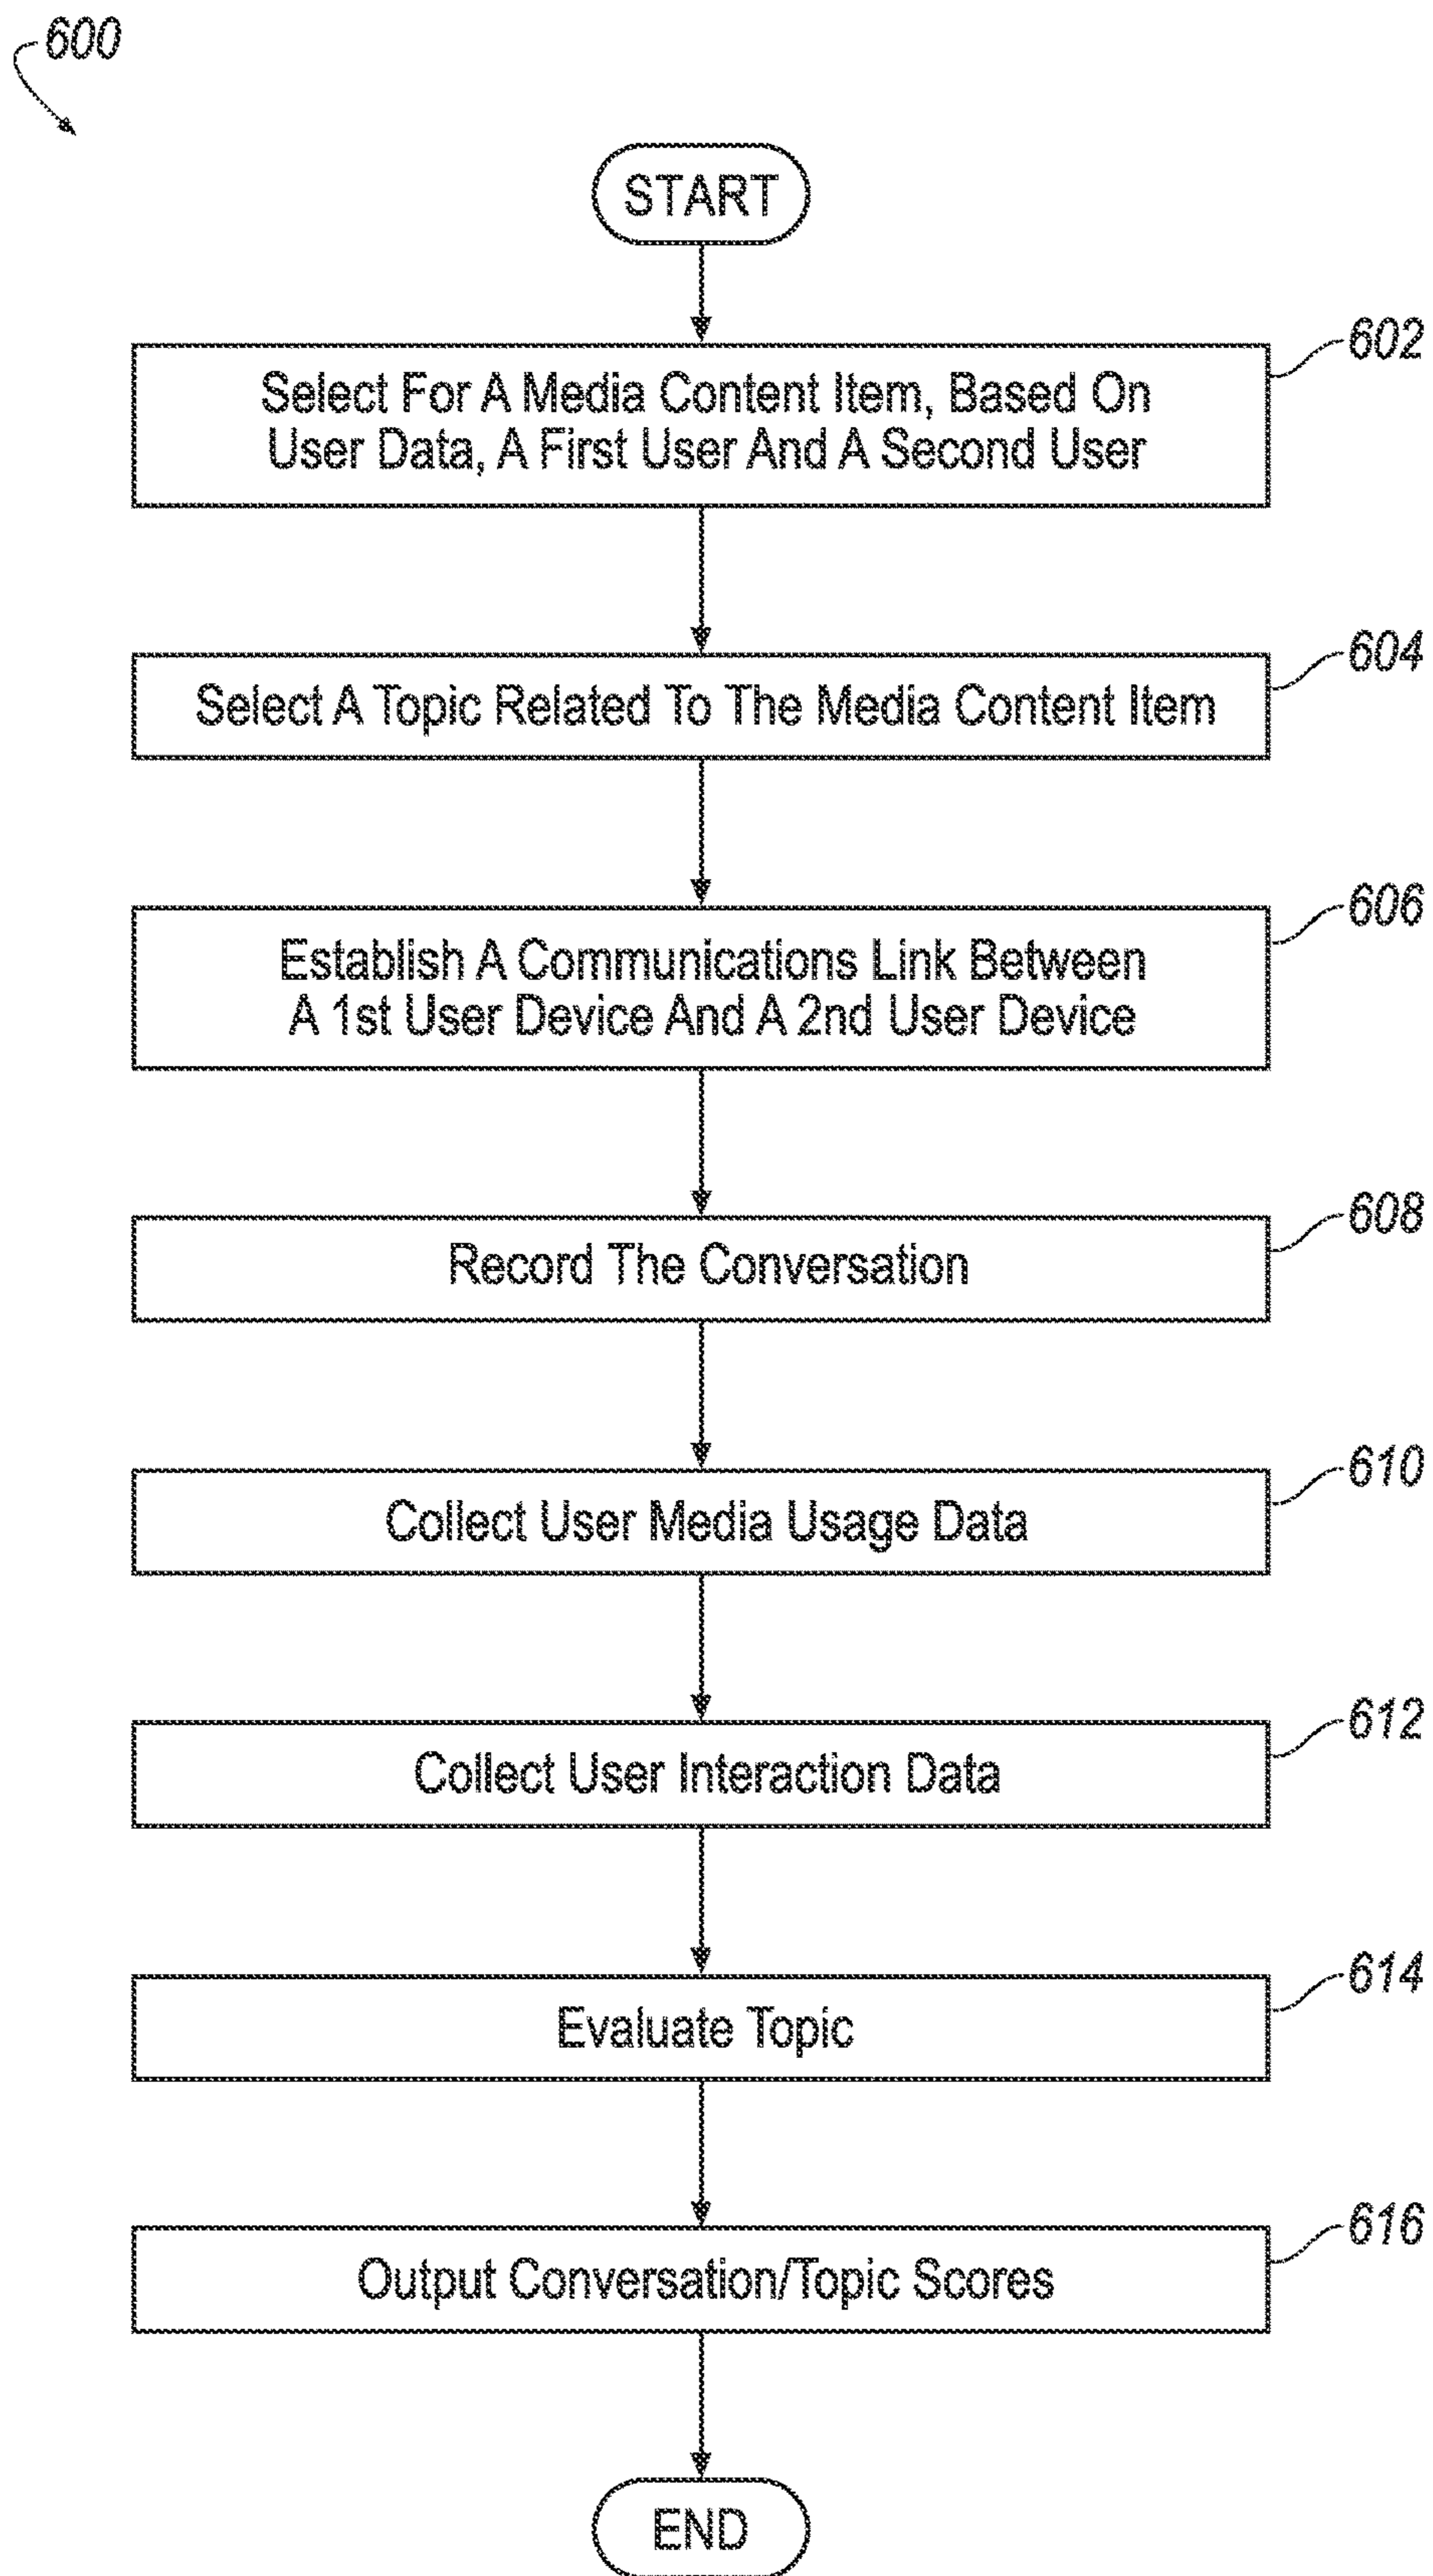 600
START
602
Select For A Media Content Item, Based On
User Data, A First User And A Second User
604
Select A Topic Related To The Media Content Item
606
Establish A Communications Link Between
A 1st User Device And A 2nd User Device
608
Record The Conversation
610
Collect User Media Usage Data
612
Collect User Interaction Data
614
Evaluate Topic
616
Output Conversation/Topic Scores
END